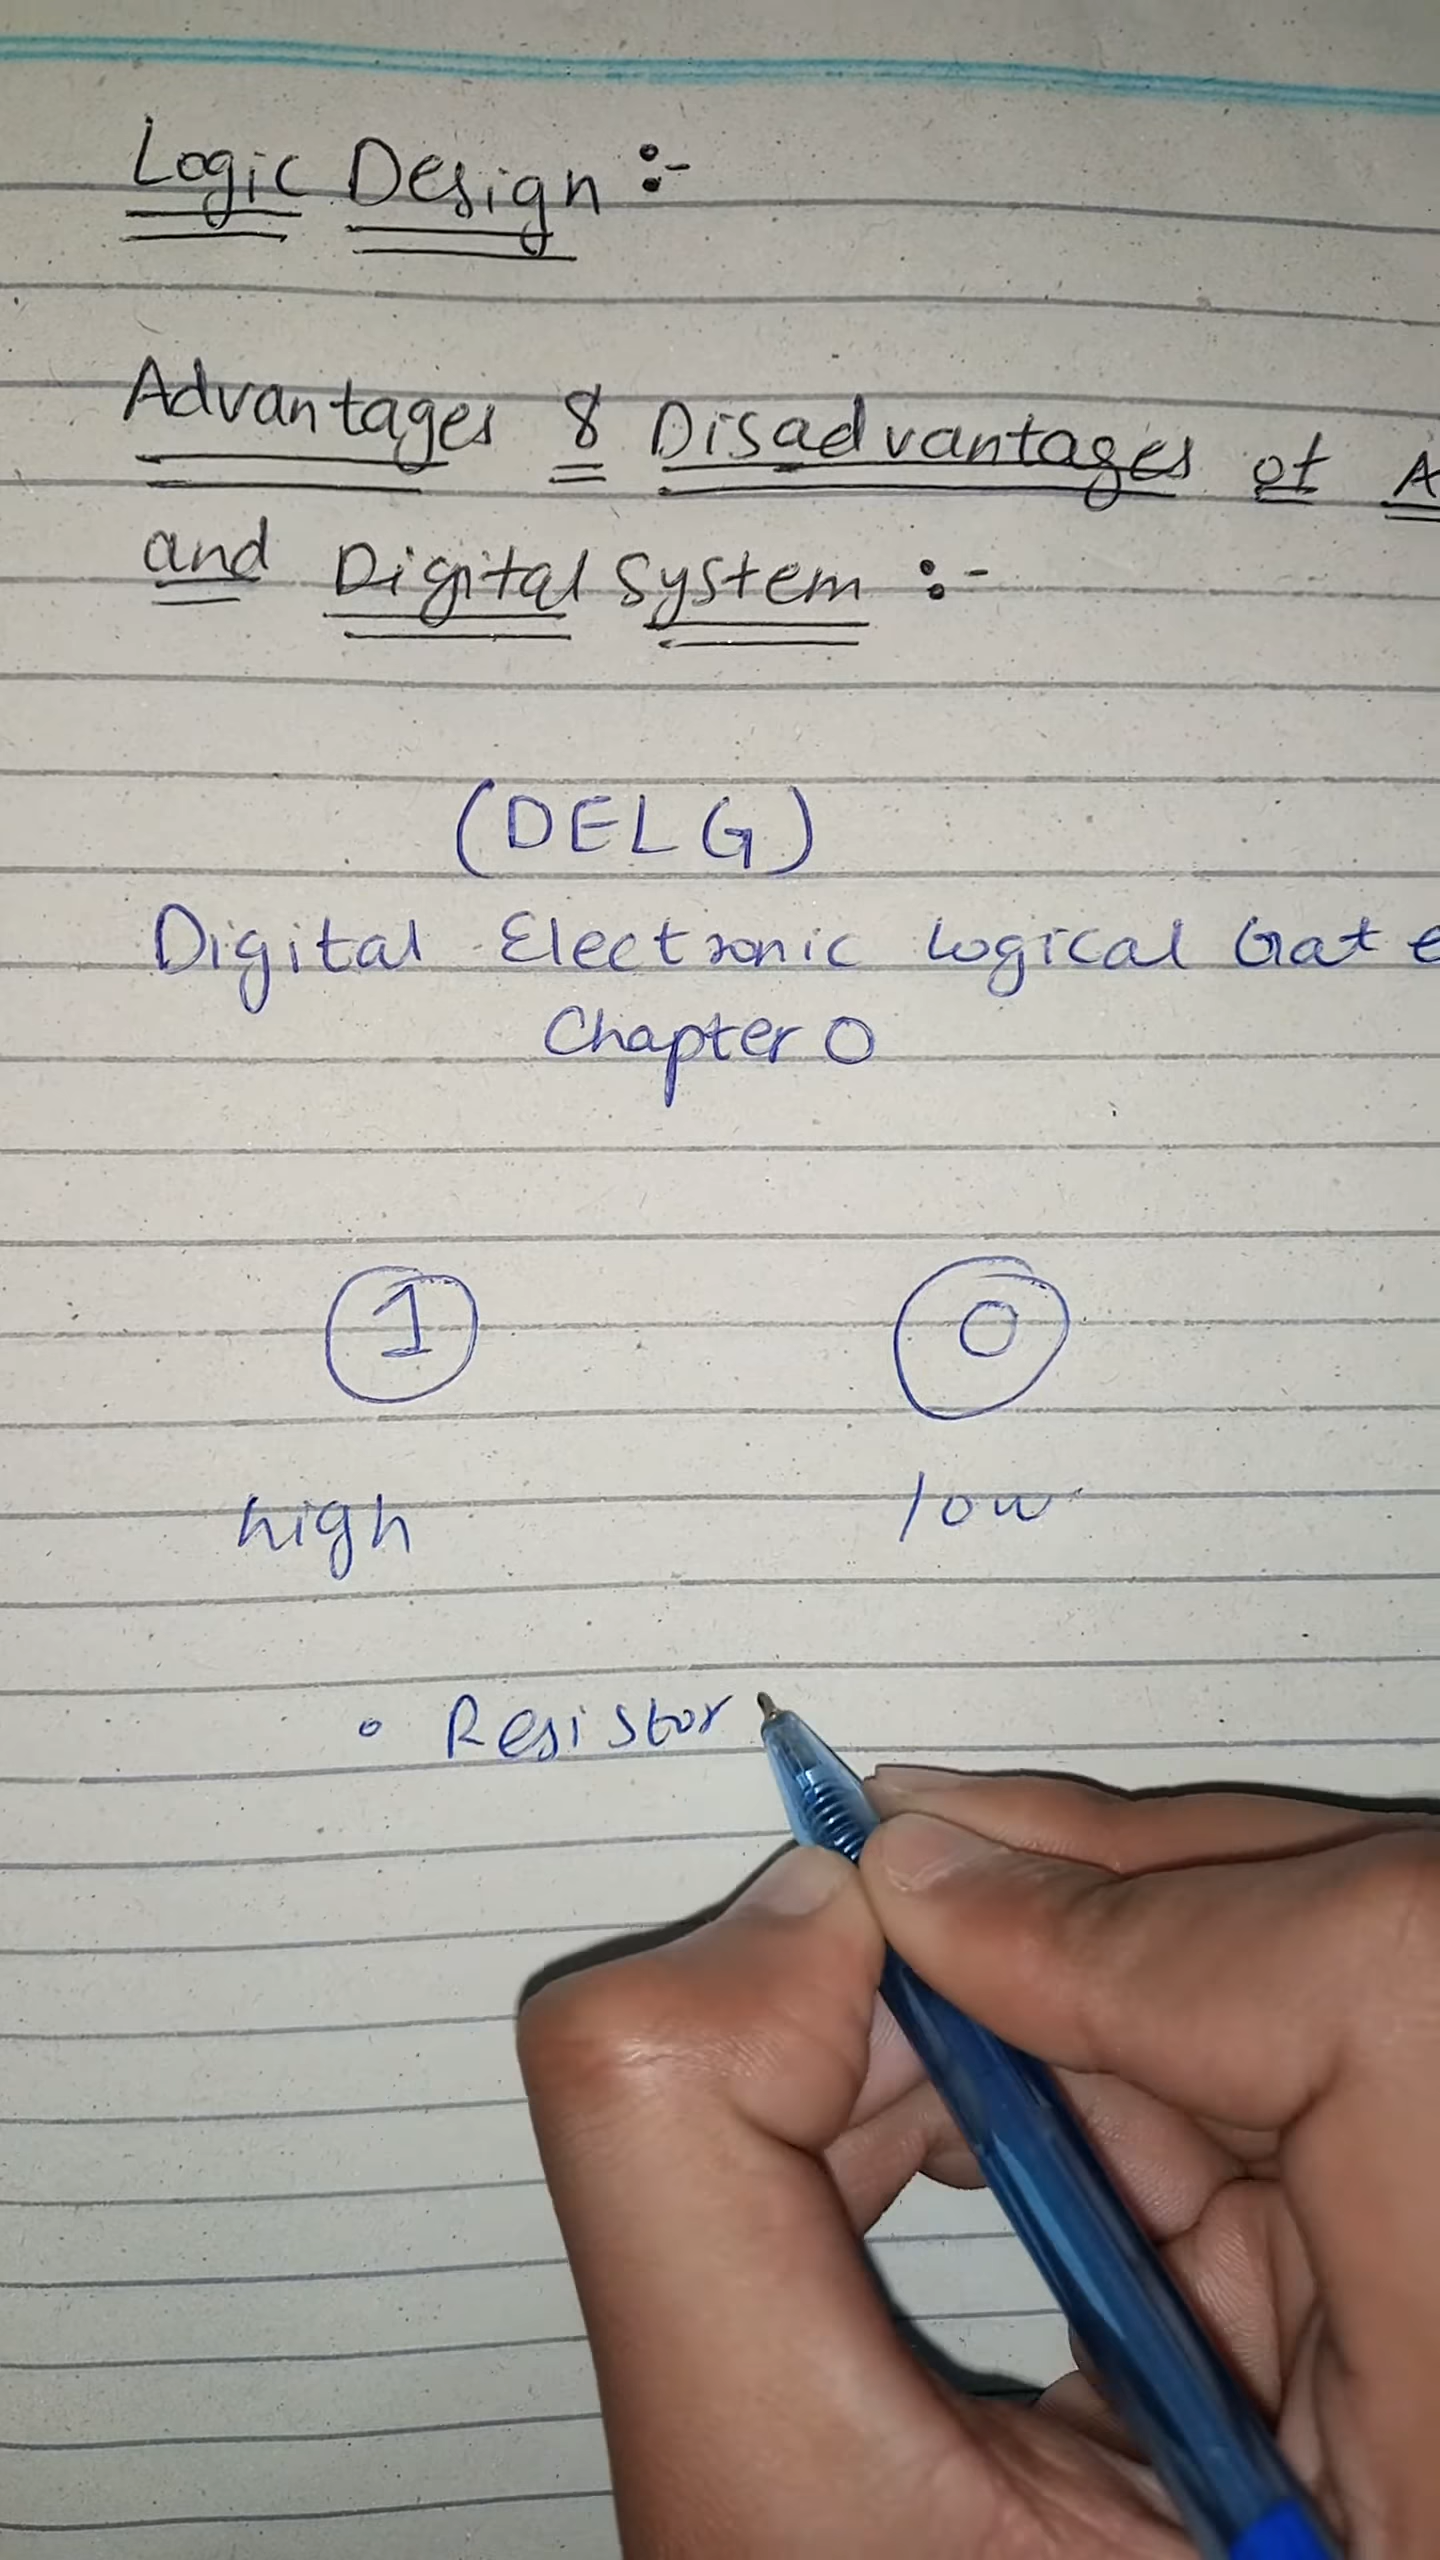 Logic Design :-
Advantages & Disadvantages of A
and Digital System :-
(DELG)
Digital Electronic Logical Gate
Chapter 0
1 0
high low
• Resistor